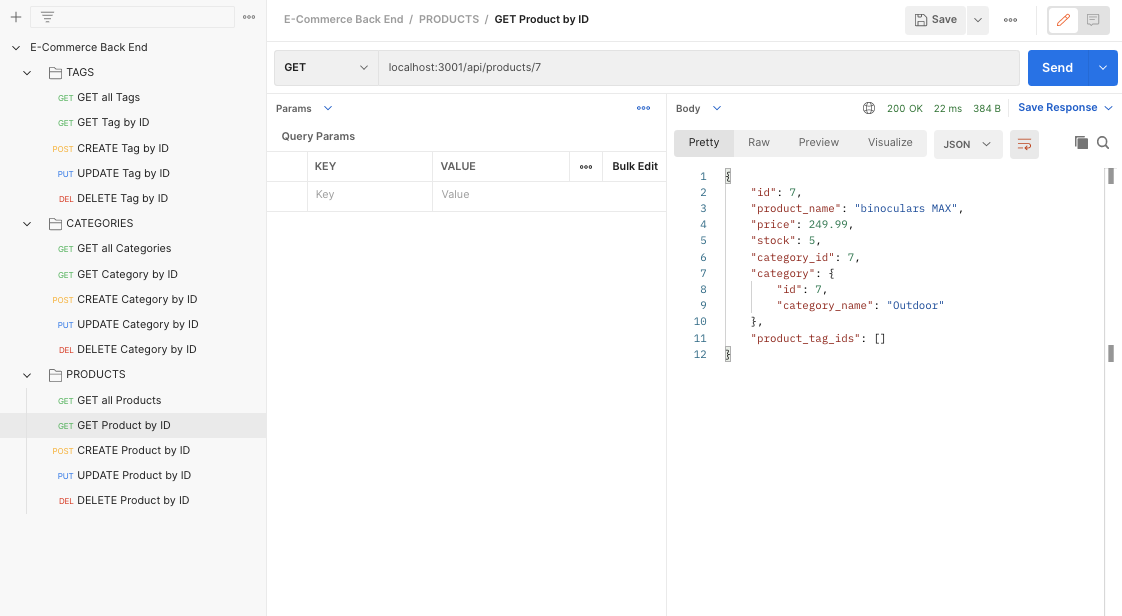 E-Commerce Back End
TAGS
GET GET all Tags
GET GET Tag by ID
POST CREATE Tag by ID
PUT UPDATE Tag by ID
DEL DELETE Tag by ID
CATEGORIES
GET GET all Categories
GET GET Category by ID
POST CREATE Category by ID
PUT UPDATE Category by ID
DEL DELETE Category by ID
PRODUCTS
GET GET all Products
GET GET Product by ID
POST CREATE Product by ID
PUT UPDATE Product by ID
DEL DELETE Product by ID
E-Commerce Back End / PRODUCTS / GET Product by ID
Save
GET localhost:3001/api/products/7
Send
Params
Query Params
KEY VALUE Bulk Edit
Key Value
Body 200 OK 22 ms 384 B Save Response
Pretty Raw Preview Visualize JSON
1 {
2 "id": 7,
3 "product_name": "binoculars MAX",
4 "price": 249.99,
5 "stock": 5,
6 "category_id": 7,
7 "category": {
8 "id": 7,
9 "category_name": "Outdoor"
10 },
11 "product_tag_ids": []
12 }